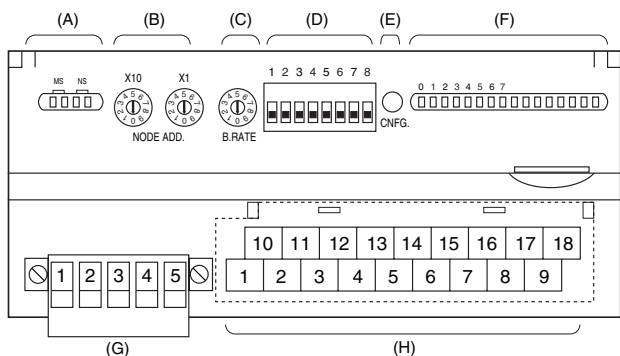 (A) (B) (C) (D) (E) (F)
MS NS
X10 X1
NODE ADD.
B.RATE
1 2 3 4 5 6 7 8
CNFG.
0 1 2 3 4 5 6 7
10 11 12 13 14 15 16 17 18
1 2 3 4 5 6 7 8 9
1 2 3 4 5
(G) (H)